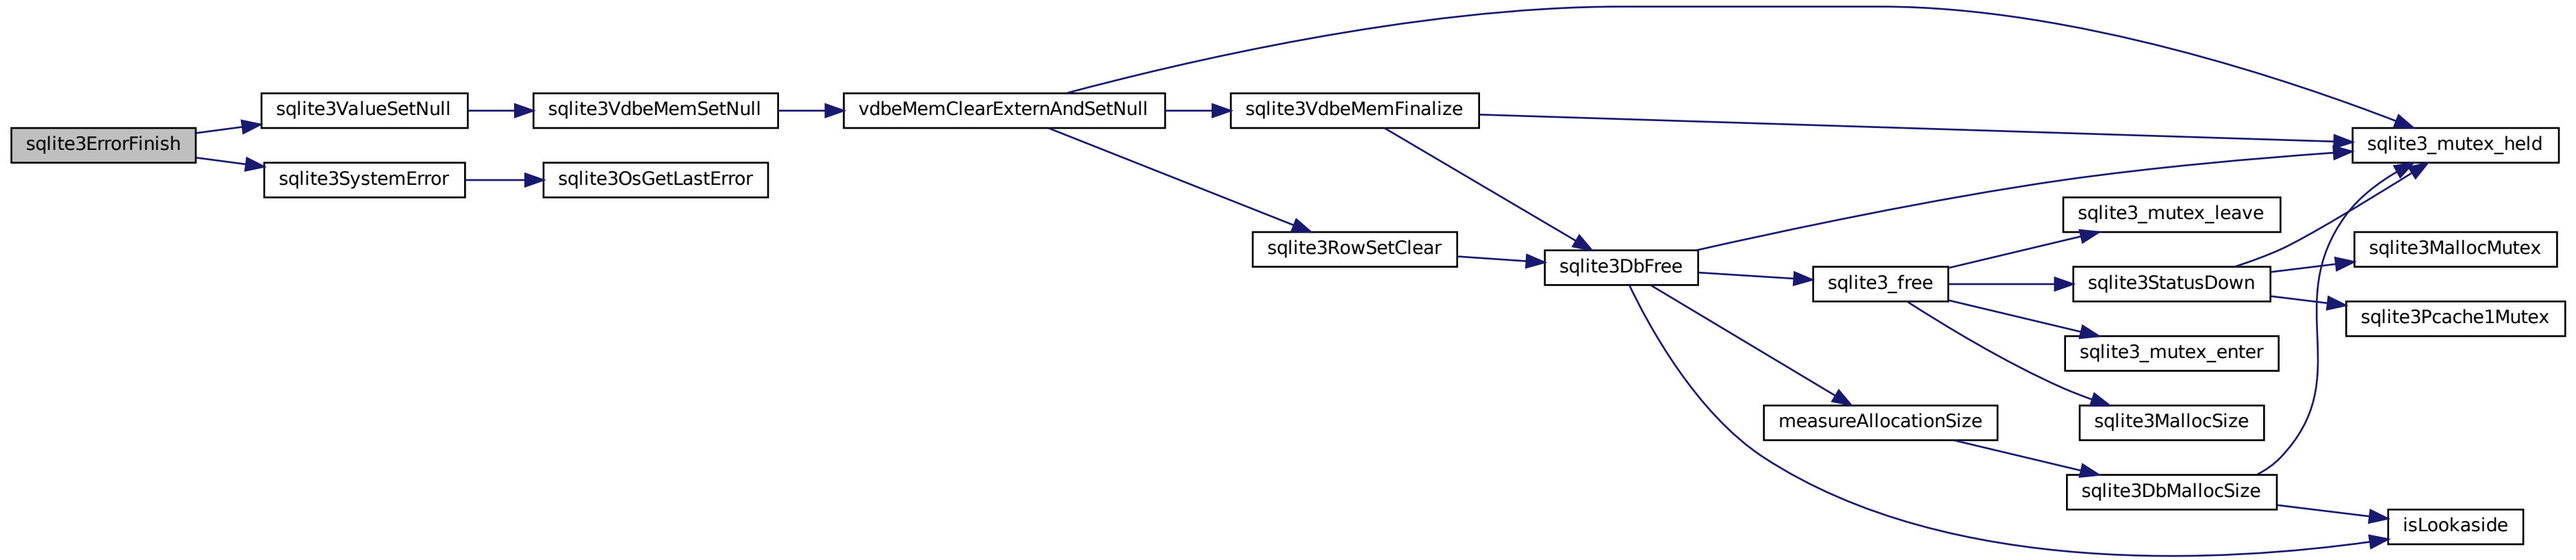 sqlite3ErrorFinish
sqlite3ValueSetNull
sqlite3SystemError
sqlite3VdbeMemSetNull
sqlite3OsGetLastError
vdbeMemClearExternAndSetNull
sqlite3VdbeMemFinalize
sqlite3RowSetClear
sqlite3DbFree
sqlite3_free
measureAllocationSize
sqlite3_mutex_leave
sqlite3StatusDown
sqlite3_mutex_enter
sqlite3MallocSize
sqlite3DbMallocSize
sqlite3_mutex_held
sqlite3MallocMutex
sqlite3Pcache1Mutex
isLookaside